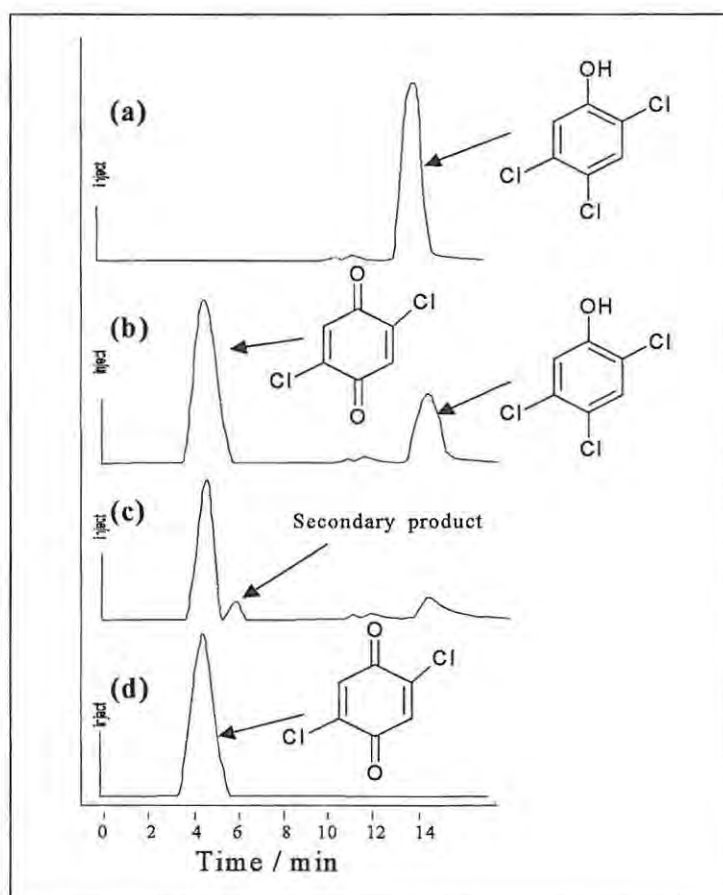 (a)
inject
OH
Cl
Cl
Cl
(b)
inject
O
Cl
Cl
O
OH
Cl
Cl
Cl
(c)
inject
Secondary product
(d)
inject
O
Cl
Cl
O
0 2 4 6 8 10 12 14
Time / min